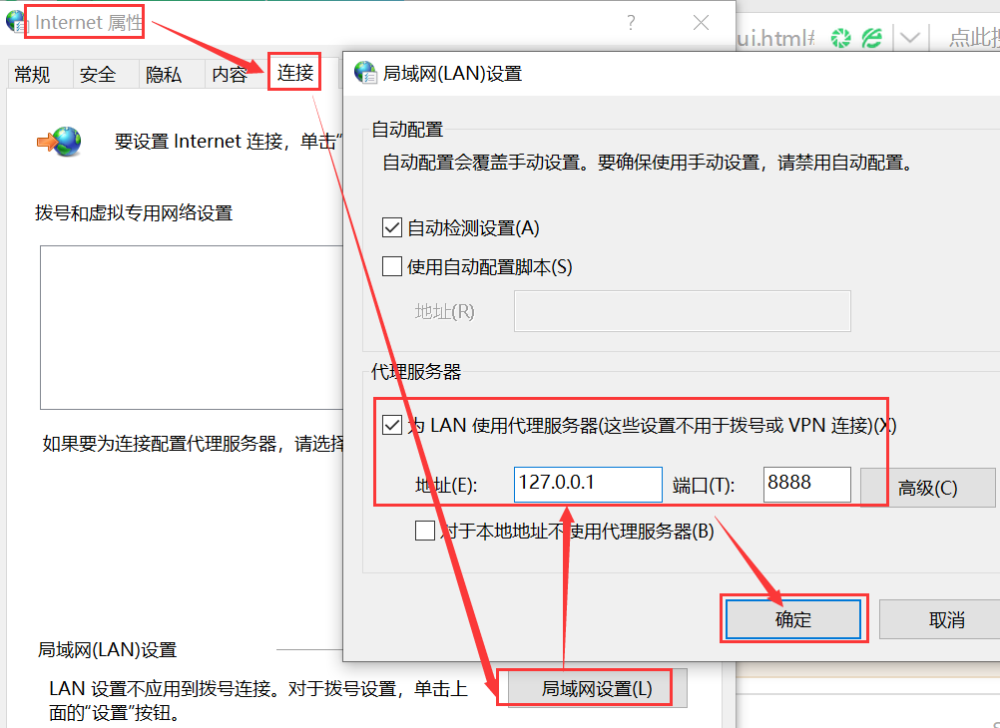 Internet 属性
?
ui.html#
点此搜
常规
安全
隐私
内容
连接
要设置 Internet 连接，单击“
拨号和虚拟专用网络设置
如果要为连接配置代理服务器，请选择
局域网(LAN)设置
LAN 设置不应用到拨号连接。对于拨号设置，单击上
面的“设置”按钮。
局域网设置(L)
局域网(LAN)设置
自动配置
自动配置会覆盖手动设置。要确保使用手动设置，请禁用自动配置。
自动检测设置(A)
使用自动配置脚本(S)
地址(R)
代理服务器
为 LAN 使用代理服务器(这些设置不用于拨号或 VPN 连接)(X)
地址(E):
127.0.0.1
端口(T):
8888
高级(C)
对于本地地址不使用代理服务器(B)
确定
取消